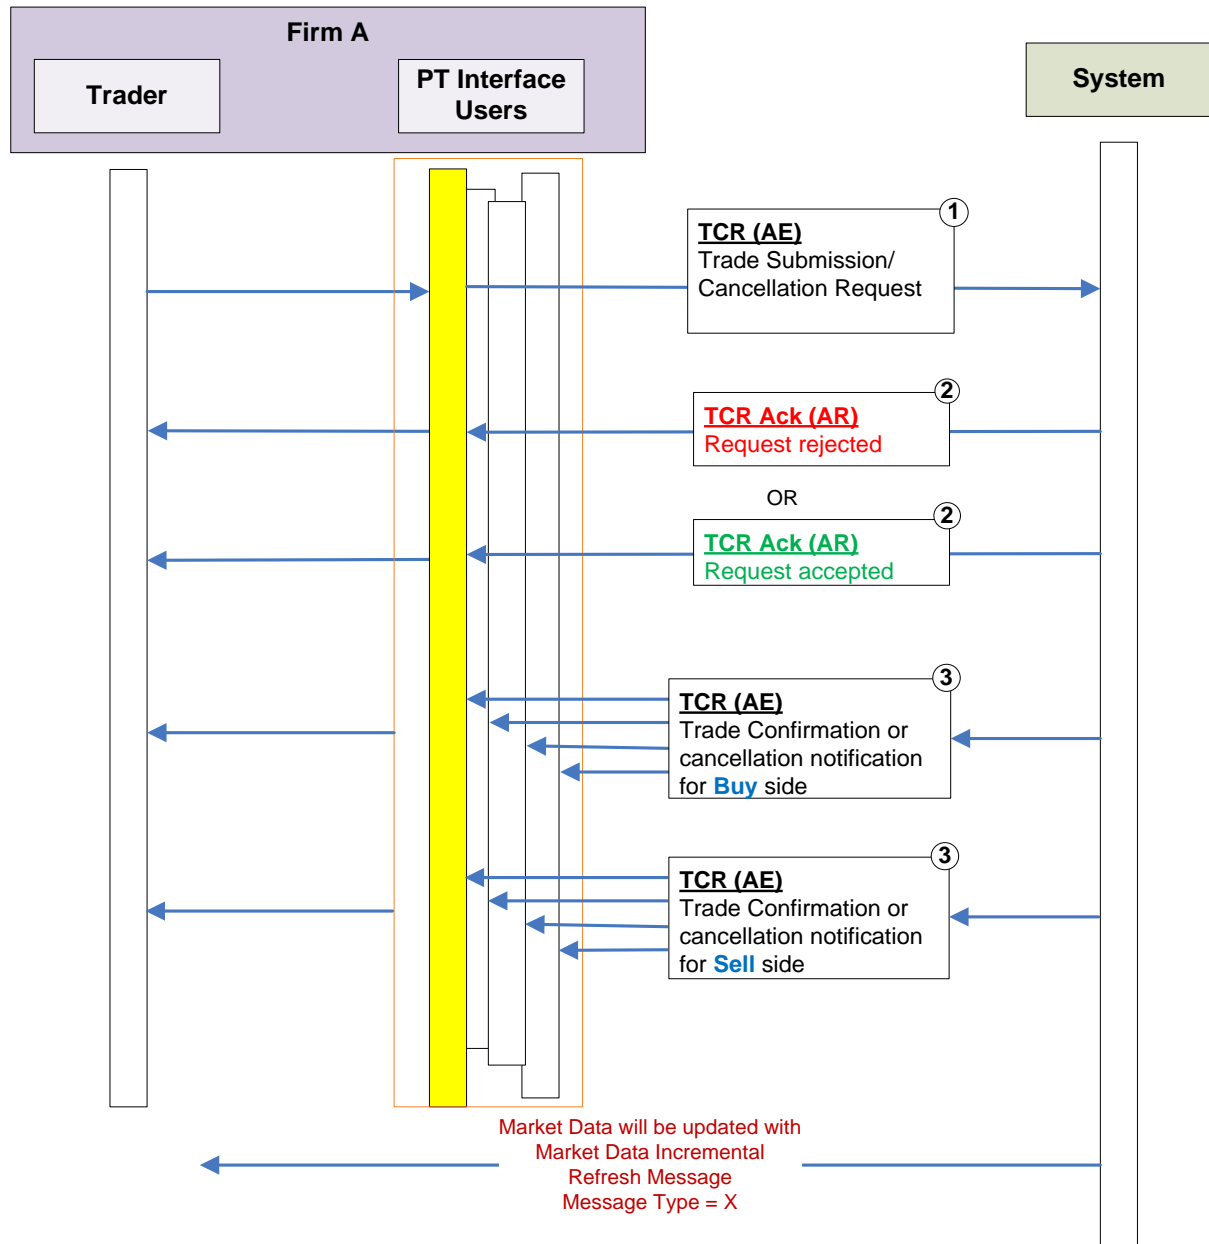 Firm A
Trader
PT Interface
Users
System
1
TCR (AE)
Trade Submission/
Cancellation Request
2
TCR Ack (AR)
Request rejected
OR
2
TCR Ack (AR)
Request accepted
3
TCR (AE)
Trade Confirmation or
cancellation notification
for Buy side
3
TCR (AE)
Trade Confirmation or
cancellation notification
for Sell side
Market Data will be updated with
Market Data Incremental
Refresh Message
Message Type = X